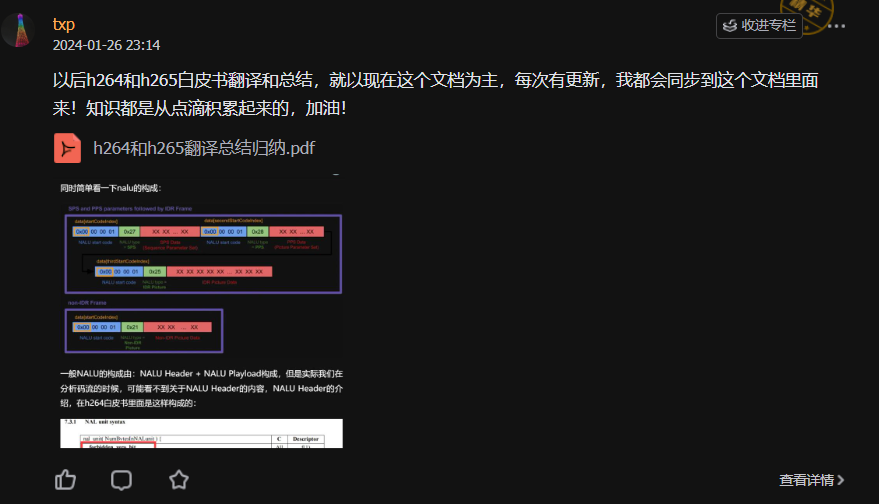 txp
精华
收进专栏
2024-01-26 23:14
以后h264和h265白皮书翻译和总结，就以现在这个文档为主，每次有更新，我都会同步到这个文档里面
来！知识都是从点滴积累起来的，加油！
h264和h265翻译总结归纳.pdf
同时简单看一下nalu的构成：
SPS and PPS parameters followed by IDR Frame
data[startCodeIndex]
data[secondStartCodeIndex]
0x00 00 00 01 0x27 XX XX ... XX 0x00 00 00 01 0x28 XX XX ... XX
NALU start code NALU type = SPS SPS Data (Sequence Parameter Set) NALU start code NALU type = PPS PPS Data (Picture Parameter Set)
data[thirdStartCodeIndex]
0x00 00 00 01 0x25 XX XX XX XX ... XX XX XX
NALU start code IDR Picture Data
non-IDR Frame
data[startCodeIndex]
0x00 00 00 01 0x21 XX XX ... XX
NALU start code Non-IDR Picture Data
一般NALU的构成由：NALU Header + NALU Playload构成，但是实际我们在
分析码流的时候，可能看不到关于NALU Header的内容，NALU Header的介
绍，在h264白皮书里面是这样构成的：
7.3.1 NAL unit syntax
nal_unit( NumBytesInNALunit ) { C Descriptor
forbidden_zero_bit
查看详情